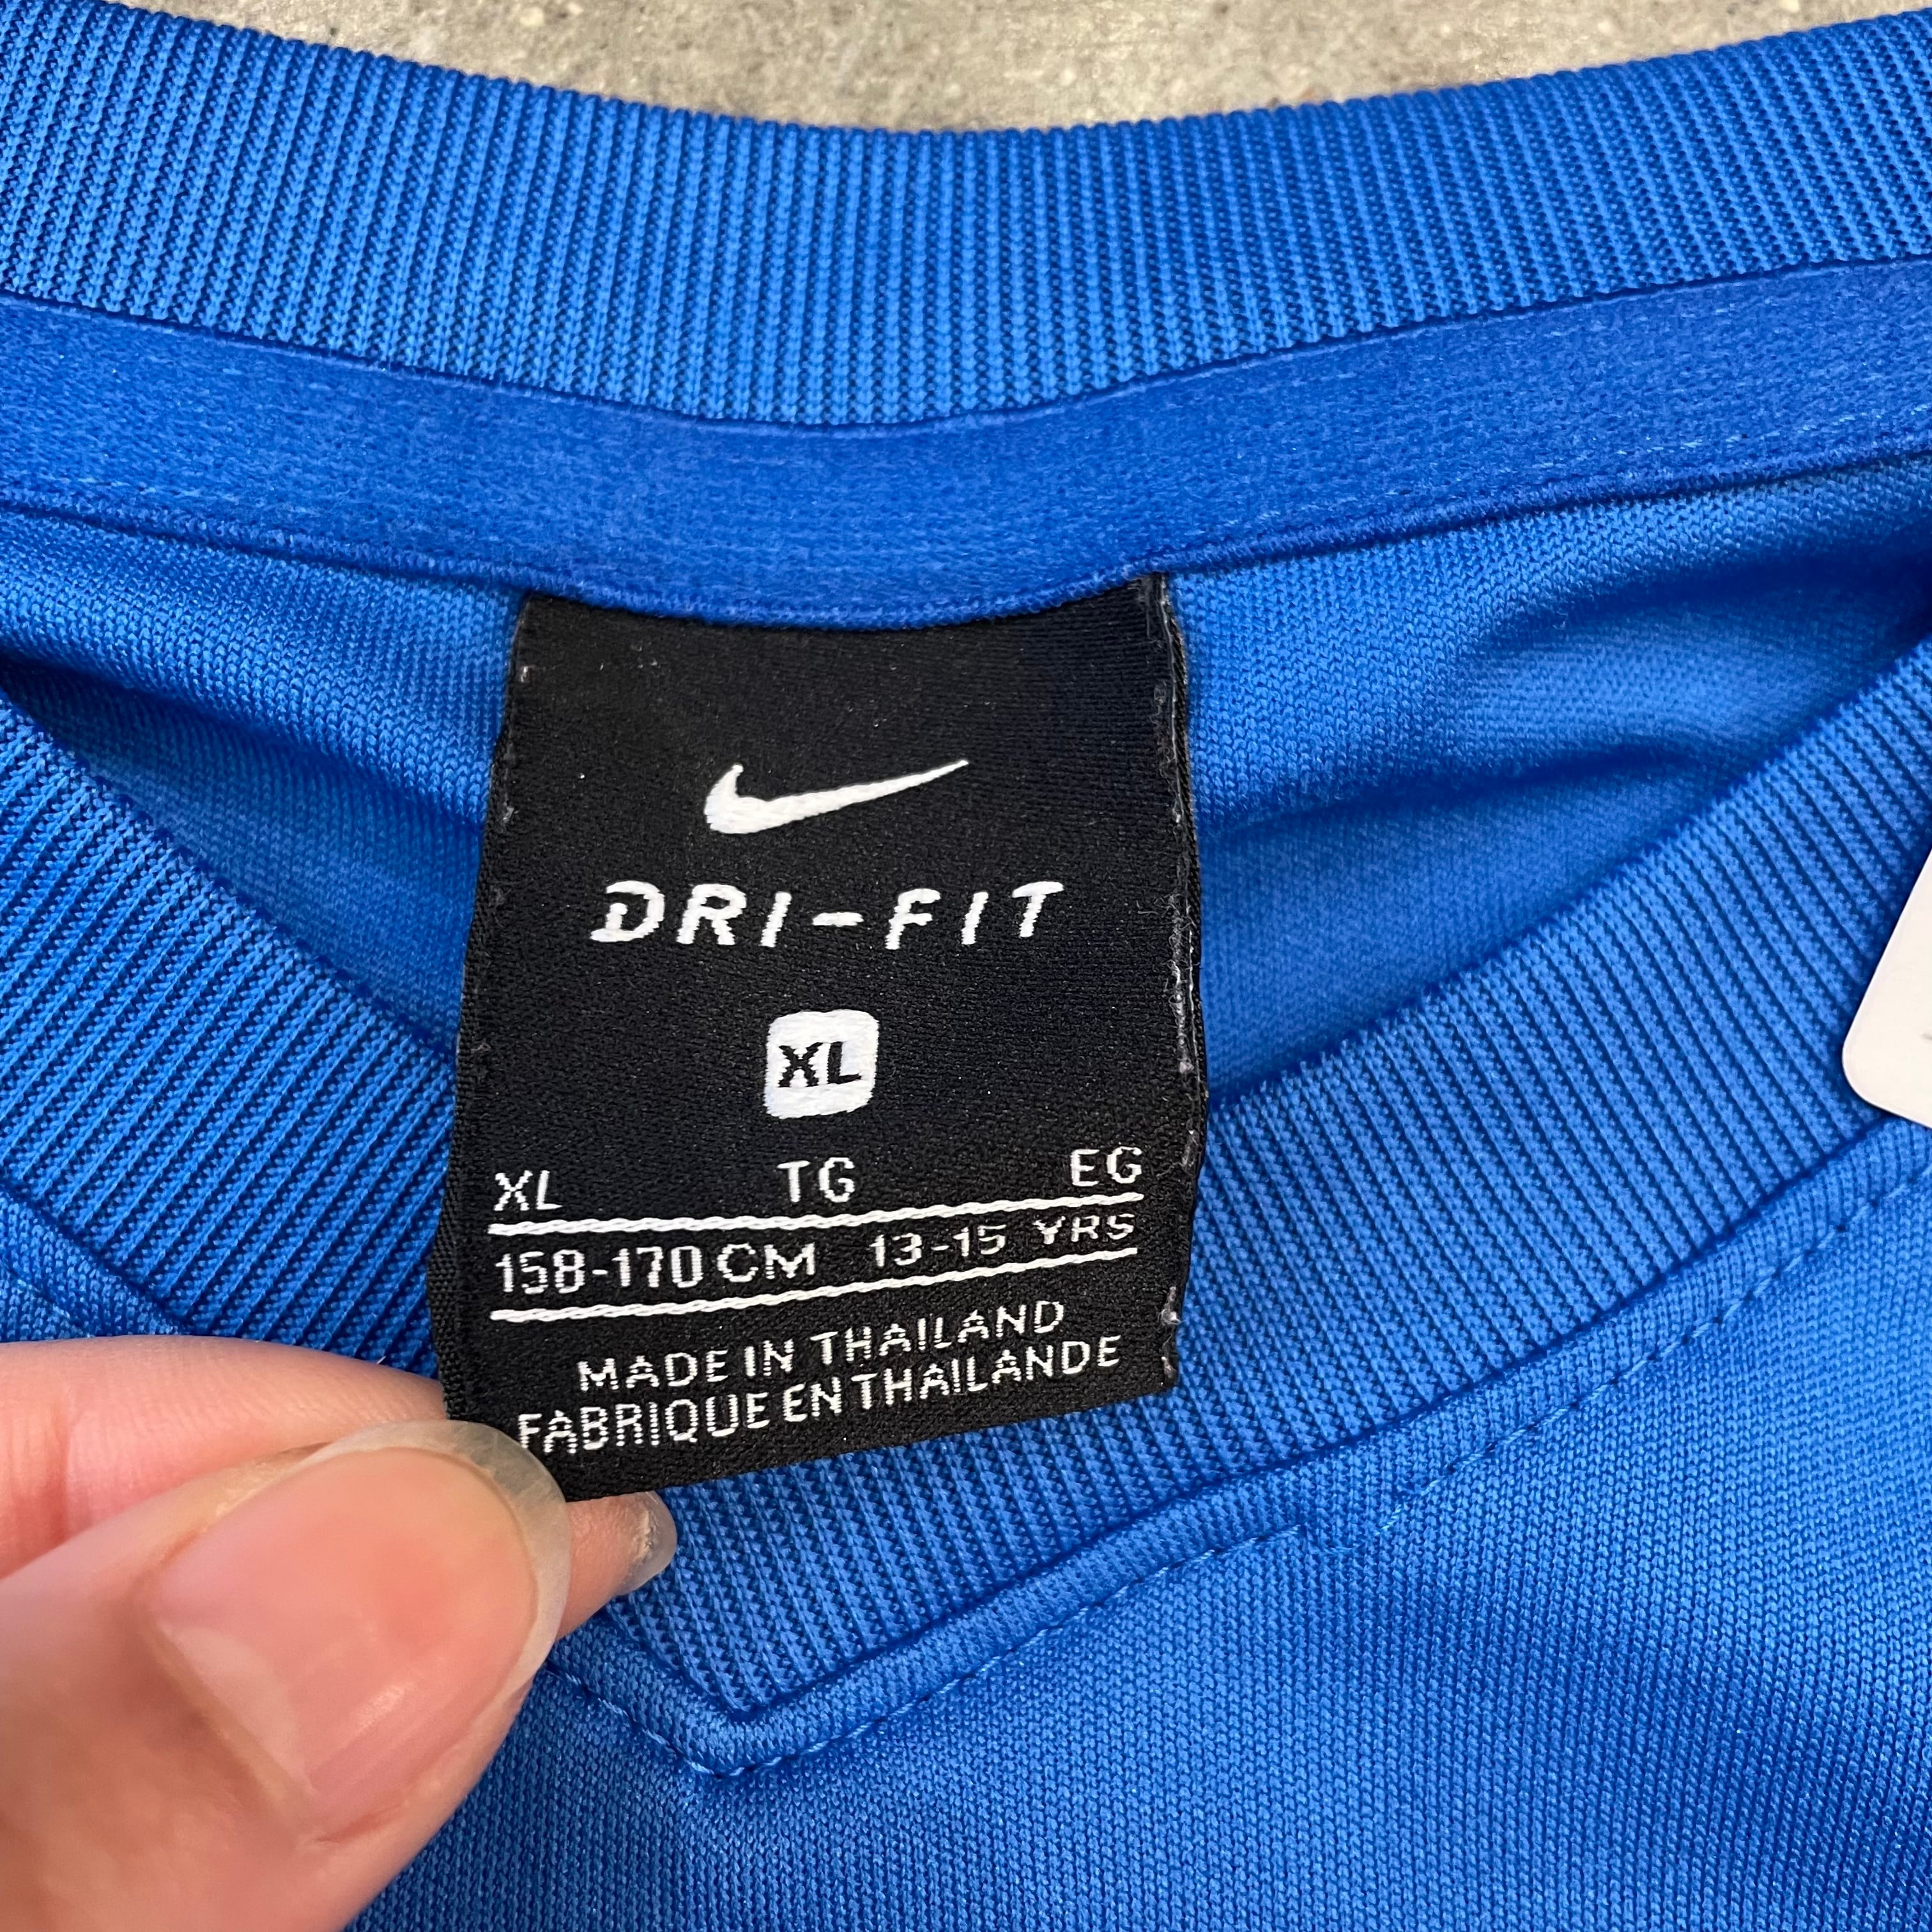 DRI-FIT
XL
XL TG EG
158-170 CM 13-15 YRS
MADE IN THAILAND
FABRIQUE EN THAILANDE